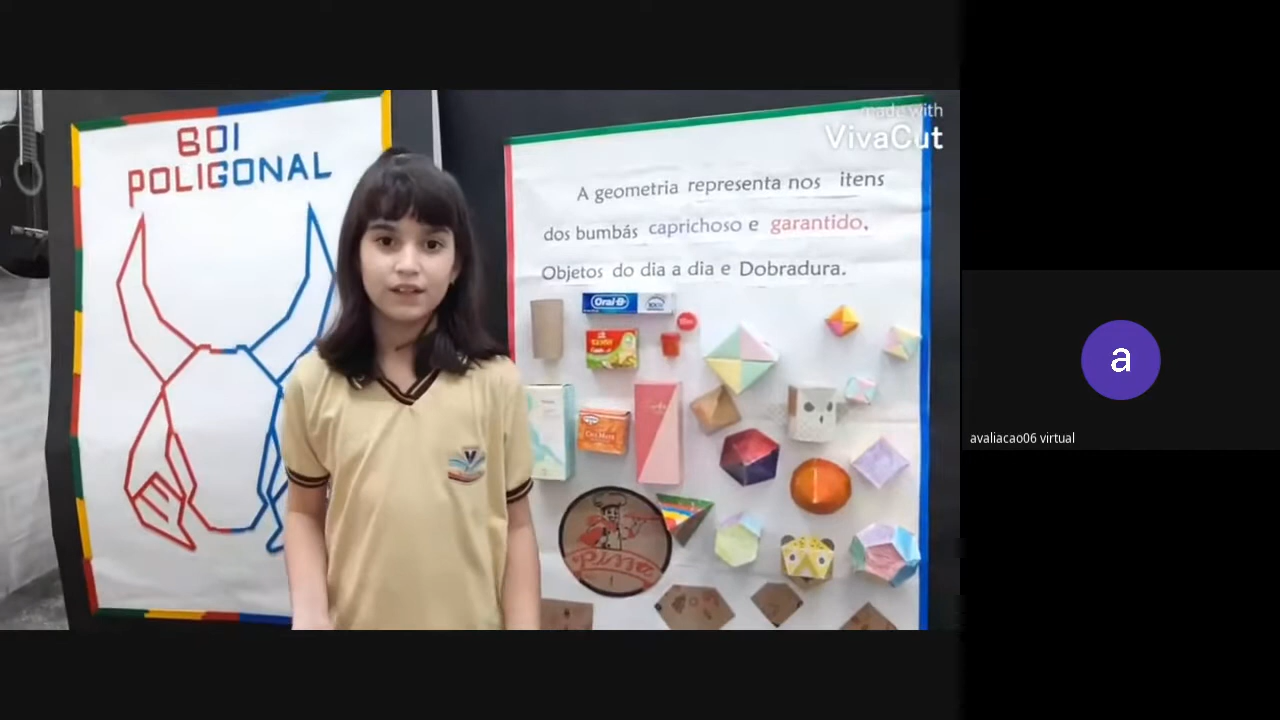 BOI
POLIGONAL
made with
VivaCut
A geometria representa nos itens
dos bumbás caprichoso e garantido,
Objetos do dia a dia e Dobradura.
Oral-B
pizza
V
a
avaliacao06 virtual